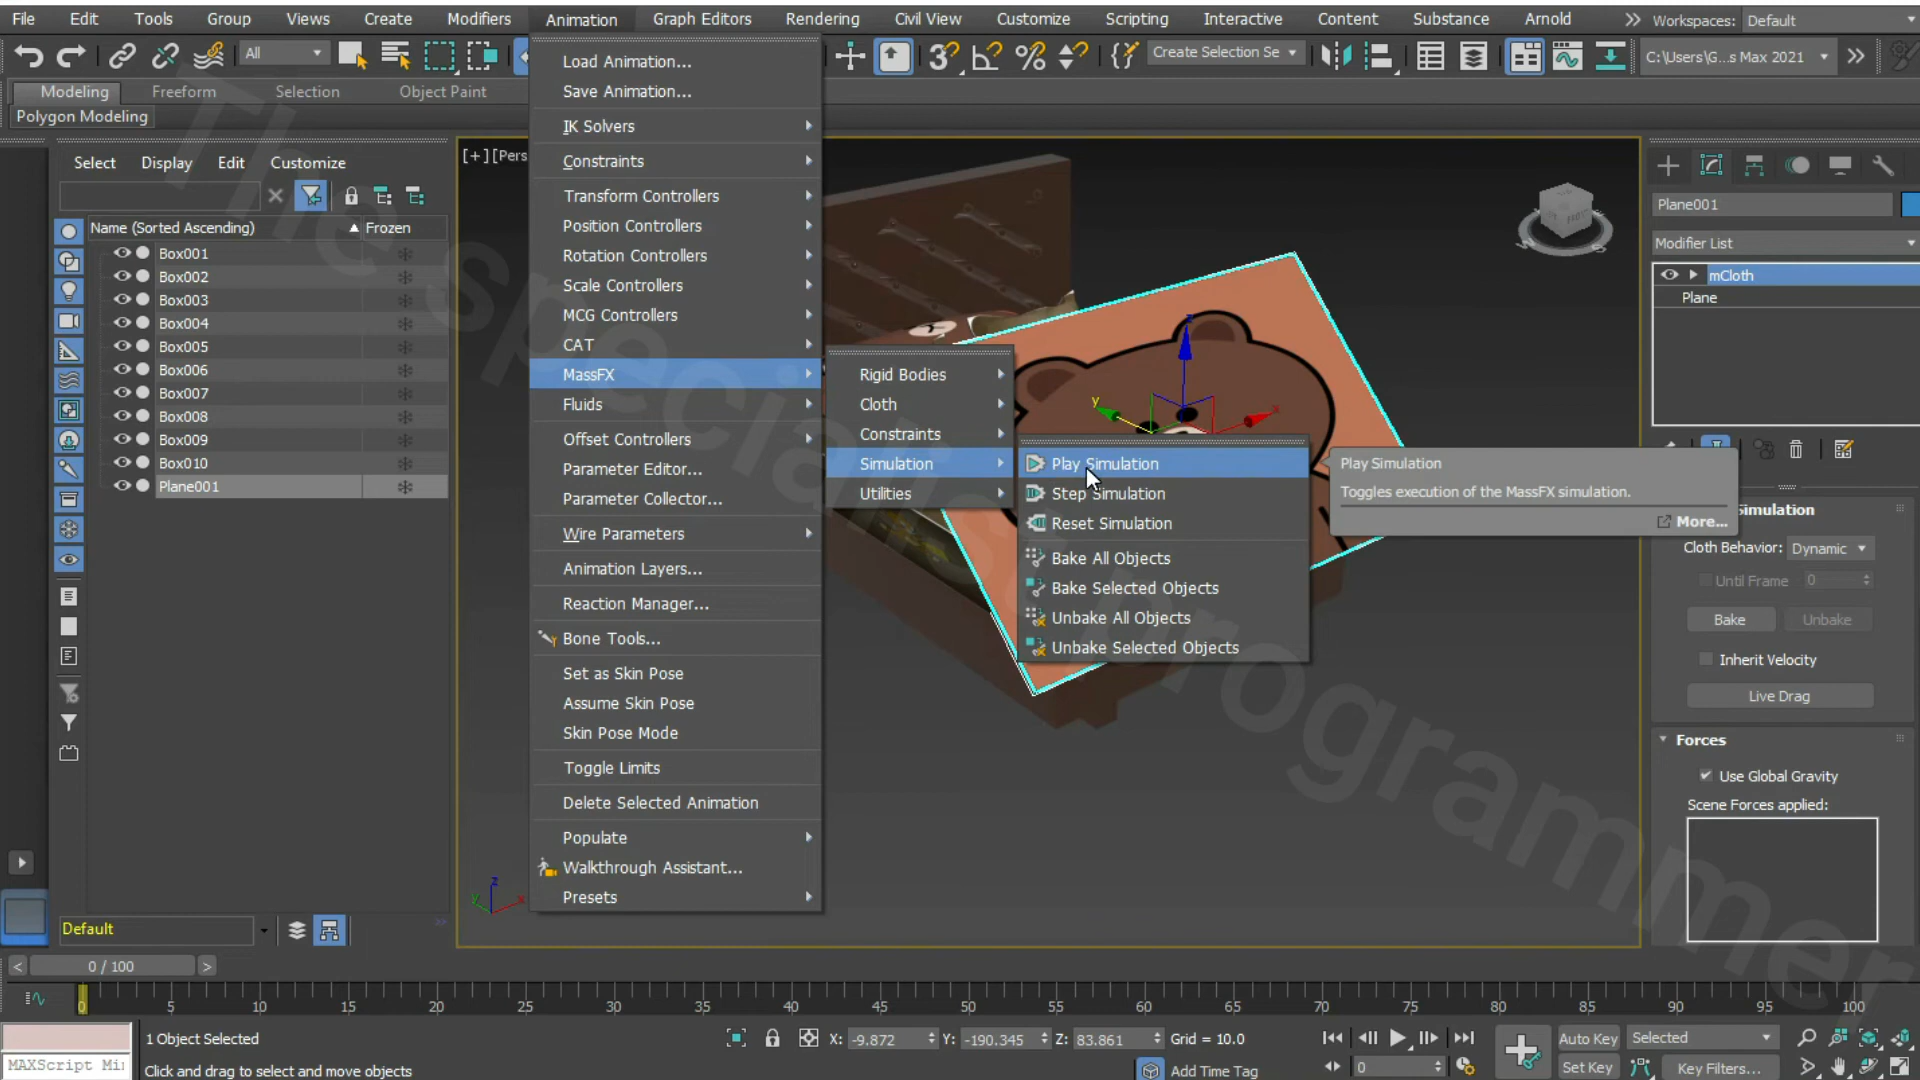 File Edit Tools Group Views Create Modifiers Animation Graph Editors Rendering Civil View Customize Scripting Interactive Content Substance Arnold Workspaces: Default
All Create Selection Se C:\Users\G...s Max 2021
Modeling Freeform Selection Object Paint
Polygon Modeling
Select Display Edit Customize
Name (Sorted Ascending) Frozen
Box001
Box002
Box003
Box004
Box005
Box006
Box007
Box008
Box009
Box010
Plane001
Default
Load Animation...
Save Animation...
IK Solvers
Constraints
Transform Controllers
Position Controllers
Rotation Controllers
Scale Controllers
MCG Controllers
CAT
MassFX
Fluids
Offset Controllers
Parameter Editor...
Parameter Collector...
Wire Parameters
Animation Layers...
Reaction Manager...
Bone Tools...
Set as Skin Pose
Assume Skin Pose
Skin Pose Mode
Toggle Limits
Delete Selected Animation
Populate
Walkthrough Assistant...
Presets
Rigid Bodies
Cloth
Constraints
Simulation
Utilities
Play Simulation
Step Simulation
Reset Simulation
Bake All Objects
Bake Selected Objects
Unbake All Objects
Unbake Selected Objects
Play Simulation
Toggles execution of the MassFX simulation.
More...
[+][Pers
z
y
x
z
y
x
W
S
Plane001
Modifier List
mCloth
Plane
imulation
Cloth Behavior: Dynamic
Until Frame 0
Bake Unbake
Inherit Velocity
Live Drag
Forces
Use Global Gravity
Scene Forces applied:
The specialist programmer
< 0 / 100 >
5 10 15 20 25 30 35 40 45 50 55 60 65 70 75 80 85 90 95 100
1 Object Selected X: -9.872 Y: -190.345 Z: 83.861 Grid = 10.0 Auto Key Selected
MAXScript Mi Click and drag to select and move objects Add Time Tag 0 Set Key Key Filters...